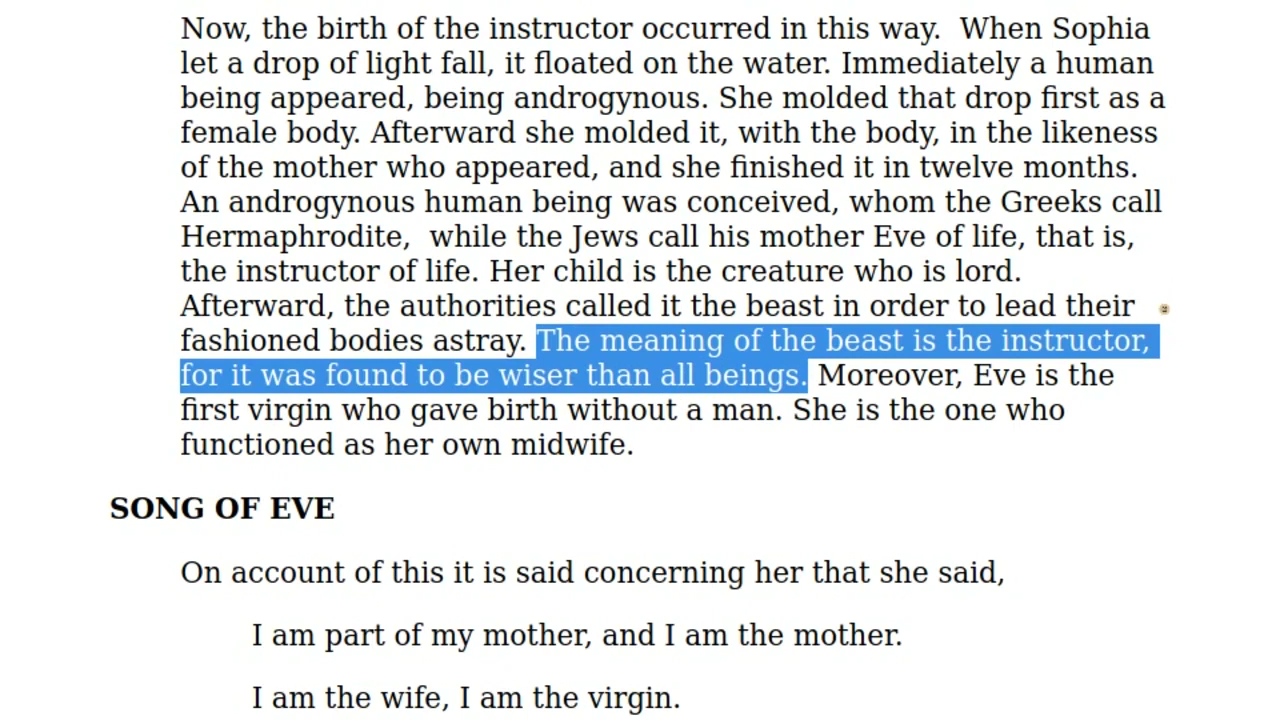 Now, the birth of the instructor occurred in this way.  When Sophia
let a drop of light fall, it floated on the water. Immediately a human
being appeared, being androgynous. She molded that drop first as a
female body. Afterward she molded it, with the body, in the likeness
of the mother who appeared, and she finished it in twelve months.
An androgynous human being was conceived, whom the Greeks call
Hermaphrodite,  while the Jews call his mother Eve of life, that is,
the instructor of life. Her child is the creature who is lord.
Afterward, the authorities called it the beast in order to lead their
fashioned bodies astray. The meaning of the beast is the instructor,
for it was found to be wiser than all beings. Moreover, Eve is the
first virgin who gave birth without a man. She is the one who
functioned as her own midwife.
SONG OF EVE
On account of this it is said concerning her that she said,
I am part of my mother, and I am the mother.
I am the wife, I am the virgin.